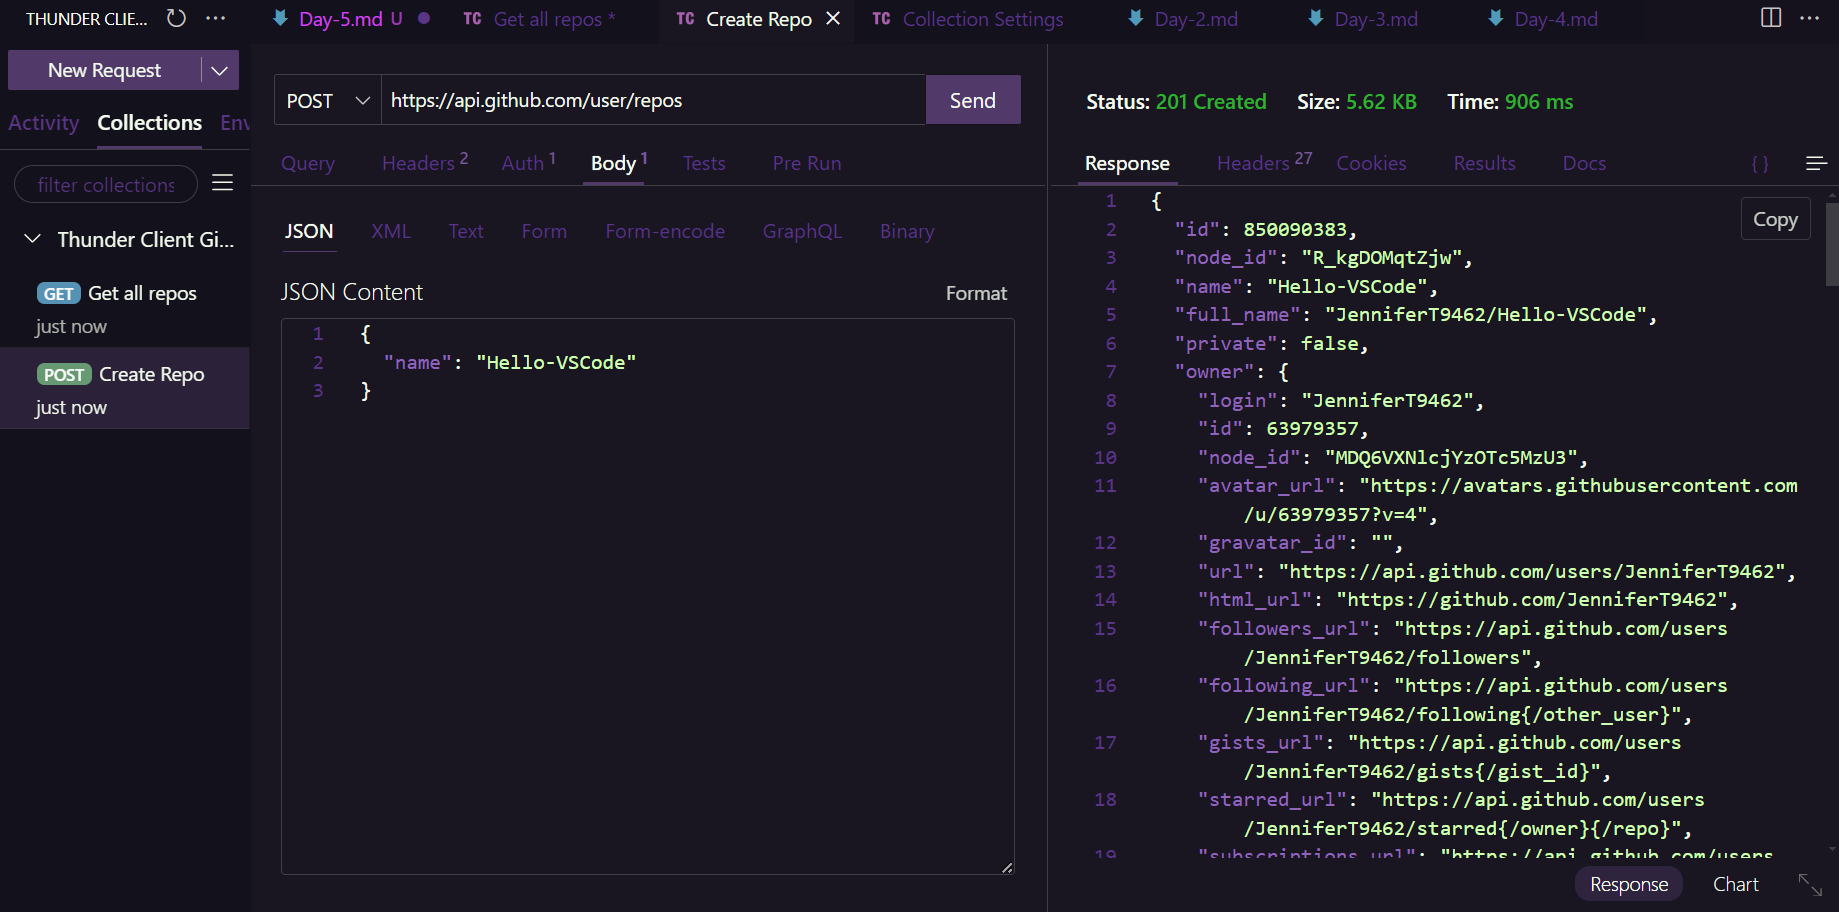 THUNDER CLIE... ···
Day-5.md U
TC Get all repos *
TC Create Repo ×
TC Collection Settings
Day-2.md
Day-3.md
Day-4.md
New Request
Activity Collections Env
filter collections
Thunder Client Gi...
GET Get all repos
just now
POST Create Repo
just now
POST https://api.github.com/user/repos Send
Query Headers 2 Auth 1 Body 1 Tests Pre Run
JSON XML Text Form Form-encode GraphQL Binary
JSON Content Format
1 {
2 "name": "Hello-VSCode"
3 }
Status: 201 Created Size: 5.62 KB Time: 906 ms
Response Headers 27 Cookies Results Docs { }
Copy
1 {
2 "id": 850090383,
3 "node_id": "R_kgDOMqtZjw",
4 "name": "Hello-VSCode",
5 "full_name": "JenniferT9462/Hello-VSCode",
6 "private": false,
7 "owner": {
8 "login": "JenniferT9462",
9 "id": 63979357,
10 "node_id": "MDQ6VXNlcjYzOTc5MzU3",
11 "avatar_url": "https://avatars.githubusercontent.com
/u/63979357?v=4",
12 "gravatar_id": "",
13 "url": "https://api.github.com/users/JenniferT9462",
14 "html_url": "https://github.com/JenniferT9462",
15 "followers_url": "https://api.github.com/users
/JenniferT9462/followers",
16 "following_url": "https://api.github.com/users
/JenniferT9462/following{/other_user}",
17 "gists_url": "https://api.github.com/users
/JenniferT9462/gists{/gist_id}",
18 "starred_url": "https://api.github.com/users
/JenniferT9462/starred{/owner}{/repo}",
19 "subscriptions_url": "https://api.github.com/users
Response Chart